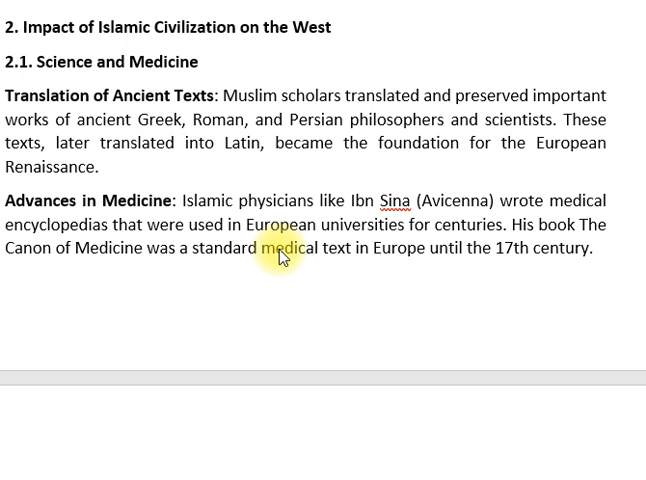 2. Impact of Islamic Civilization on the West
2.1. Science and Medicine
Translation of Ancient Texts: Muslim scholars translated and preserved important
works of ancient Greek, Roman, and Persian philosophers and scientists. These
texts, later translated into Latin, became the foundation for the European
Renaissance.
Advances in Medicine: Islamic physicians like Ibn Sina (Avicenna) wrote medical
encyclopedias that were used in European universities for centuries. His book The
Canon of Medicine was a standard medical text in Europe until the 17th century.